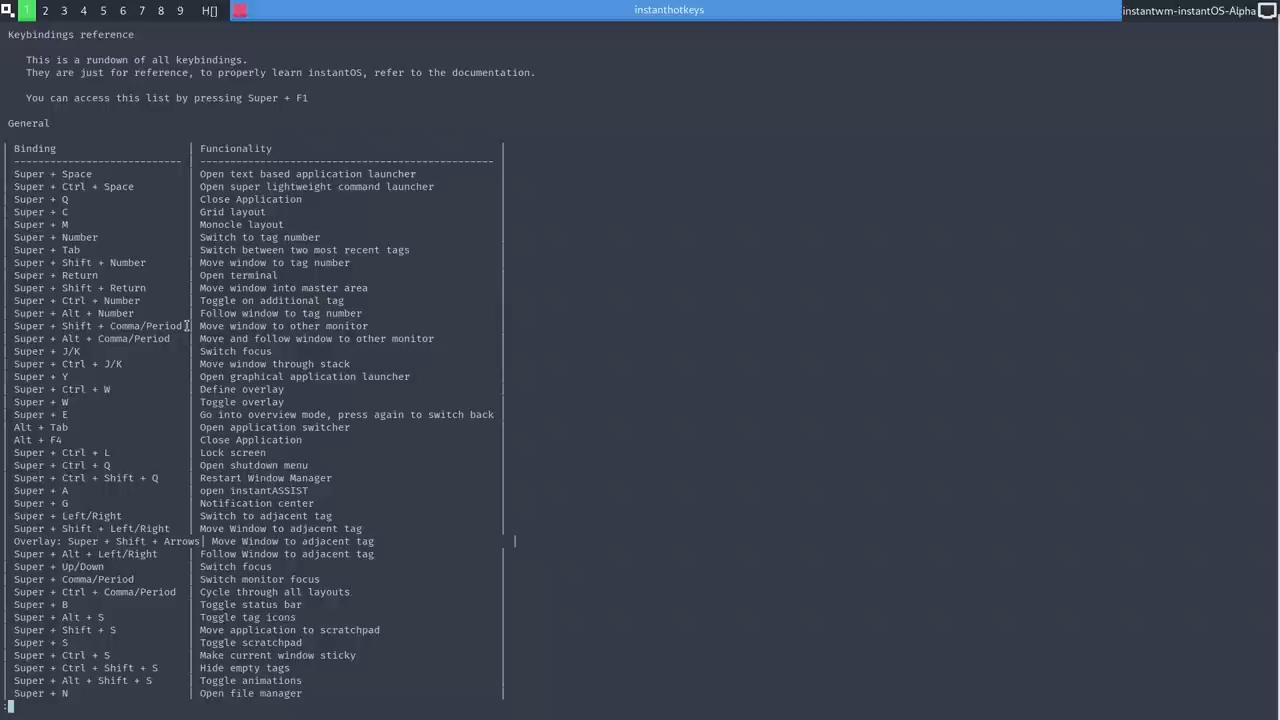 1 2 3 4 5 6 7 8 9 H[] instanthotkeys instantwm-instantOS-Alpha
Keybindings reference
This is a rundown of all keybindings.
They are just for reference, to properly learn instantOS, refer to the documentation.
You can access this list by pressing Super + F1
General
| Binding | Funcionality |
| ---------------------------- | ------------------------------------------------- |
| Super + Space | Open text based application launcher |
| Super + Ctrl + Space | Open super lightweight command launcher |
| Super + Q | Close Application |
| Super + C | Grid layout |
| Super + M | Monocle layout |
| Super + Number | Switch to tag number |
| Super + Tab | Switch between two most recent tags |
| Super + Shift + Number | Move window to tag number |
| Super + Return | Open terminal |
| Super + Shift + Return | Move window into master area |
| Super + Ctrl + Number | Toggle on additional tag |
| Super + Alt + Number | Follow window to tag number |
| Super + Shift + Comma/Period | Move window to other monitor |
| Super + Alt + Comma/Period | Move and follow window to other monitor |
| Super + J/K | Switch focus |
| Super + Ctrl + J/K | Move window through stack |
| Super + Y | Open graphical application launcher |
| Super + Ctrl + W | Define overlay |
| Super + W | Toggle overlay |
| Super + E | Go into overview mode, press again to switch back |
| Alt + Tab | Open application switcher |
| Alt + F4 | Close Application |
| Super + Ctrl + L | Lock screen |
| Super + Ctrl + Q | Open shutdown menu |
| Super + Ctrl + Shift + Q | Restart Window Manager |
| Super + A | open instantASSIST |
| Super + G | Notification center |
| Super + Left/Right | Switch to adjacent tag |
| Super + Shift + Left/Right | Move Window to adjacent tag |
| Overlay: Super + Shift + Arrows| Move Window to adjacent tag |
| Super + Alt + Left/Right | Follow Window to adjacent tag |
| Super + Up/Down | Switch focus |
| Super + Comma/Period | Switch monitor focus |
| Super + Ctrl + Comma/Period | Cycle through all layouts |
| Super + B | Toggle status bar |
| Super + Alt + S | Toggle tag icons |
| Super + Shift + S | Move application to scratchpad |
| Super + S | Toggle scratchpad |
| Super + Ctrl + S | Make current window sticky |
| Super + Ctrl + Shift + S | Hide empty tags |
| Super + Alt + Shift + S | Toggle animations |
| Super + N | Open file manager |
: